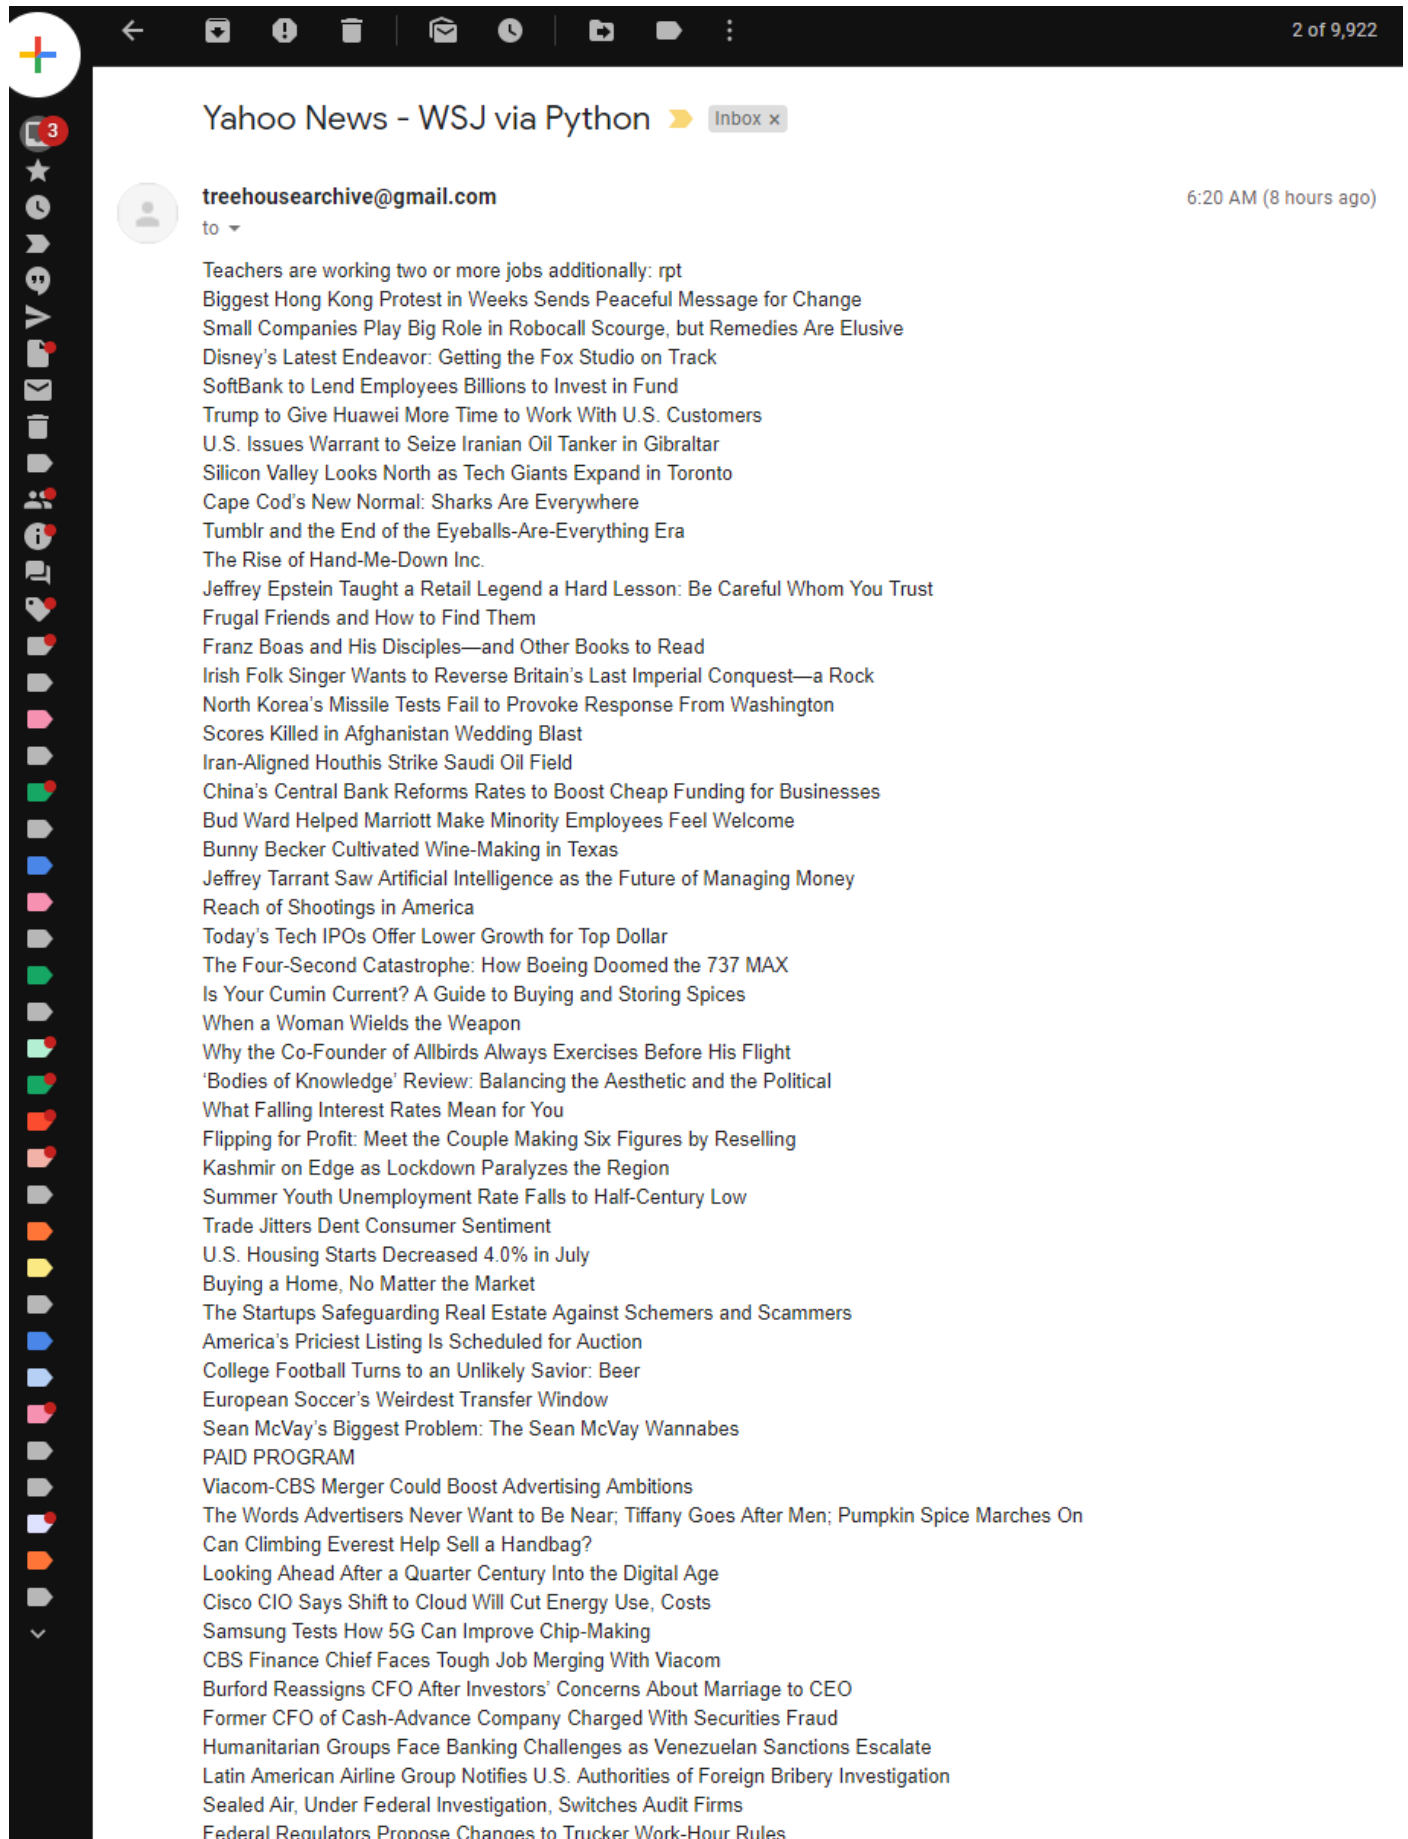 2 of 9,922
3
Yahoo News - WSJ via Python
Inbox ×
treehousearchive@gmail.com
6:20 AM (8 hours ago)
to
Teachers are working two or more jobs additionally: rpt
Biggest Hong Kong Protest in Weeks Sends Peaceful Message for Change
Small Companies Play Big Role in Robocall Scourge, but Remedies Are Elusive
Disney’s Latest Endeavor: Getting the Fox Studio on Track
SoftBank to Lend Employees Billions to Invest in Fund
Trump to Give Huawei More Time to Work With U.S. Customers
U.S. Issues Warrant to Seize Iranian Oil Tanker in Gibraltar
Silicon Valley Looks North as Tech Giants Expand in Toronto
Cape Cod’s New Normal: Sharks Are Everywhere
Tumblr and the End of the Eyeballs-Are-Everything Era
The Rise of Hand-Me-Down Inc.
Jeffrey Epstein Taught a Retail Legend a Hard Lesson: Be Careful Whom You Trust
Frugal Friends and How to Find Them
Franz Boas and His Disciples—and Other Books to Read
Irish Folk Singer Wants to Reverse Britain’s Last Imperial Conquest—a Rock
North Korea’s Missile Tests Fail to Provoke Response From Washington
Scores Killed in Afghanistan Wedding Blast
Iran-Aligned Houthis Strike Saudi Oil Field
China’s Central Bank Reforms Rates to Boost Cheap Funding for Businesses
Bud Ward Helped Marriott Make Minority Employees Feel Welcome
Bunny Becker Cultivated Wine-Making in Texas
Jeffrey Tarrant Saw Artificial Intelligence as the Future of Managing Money
Reach of Shootings in America
Today’s Tech IPOs Offer Lower Growth for Top Dollar
The Four-Second Catastrophe: How Boeing Doomed the 737 MAX
Is Your Cumin Current? A Guide to Buying and Storing Spices
When a Woman Wields the Weapon
Why the Co-Founder of Allbirds Always Exercises Before His Flight
‘Bodies of Knowledge’ Review: Balancing the Aesthetic and the Political
What Falling Interest Rates Mean for You
Flipping for Profit: Meet the Couple Making Six Figures by Reselling
Kashmir on Edge as Lockdown Paralyzes the Region
Summer Youth Unemployment Rate Falls to Half-Century Low
Trade Jitters Dent Consumer Sentiment
U.S. Housing Starts Decreased 4.0% in July
Buying a Home, No Matter the Market
The Startups Safeguarding Real Estate Against Schemers and Scammers
America’s Priciest Listing Is Scheduled for Auction
College Football Turns to an Unlikely Savior: Beer
European Soccer’s Weirdest Transfer Window
Sean McVay’s Biggest Problem: The Sean McVay Wannabes
PAID PROGRAM
Viacom-CBS Merger Could Boost Advertising Ambitions
The Words Advertisers Never Want to Be Near; Tiffany Goes After Men; Pumpkin Spice Marches On
Can Climbing Everest Help Sell a Handbag?
Looking Ahead After a Quarter Century Into the Digital Age
Cisco CIO Says Shift to Cloud Will Cut Energy Use, Costs
Samsung Tests How 5G Can Improve Chip-Making
CBS Finance Chief Faces Tough Job Merging With Viacom
Burford Reassigns CFO After Investors’ Concerns About Marriage to CEO
Former CFO of Cash-Advance Company Charged With Securities Fraud
Humanitarian Groups Face Banking Challenges as Venezuelan Sanctions Escalate
Latin American Airline Group Notifies U.S. Authorities of Foreign Bribery Investigation
Sealed Air, Under Federal Investigation, Switches Audit Firms
Federal Regulators Propose Changes to Trucker Work-Hour Rules